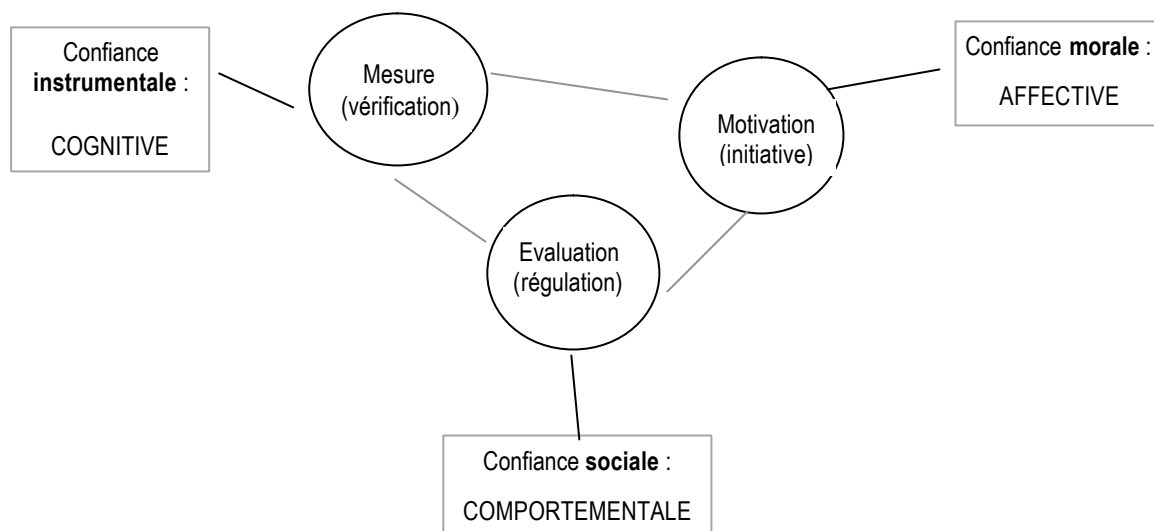 Confiance
instrumentale :
COGNITIVE
Mesure
(vérification)
Motivation
(initiative)
Confiance morale :
AFFECTIVE
Evaluation
(régulation)
Confiance sociale :
COMPORTEMENTALE